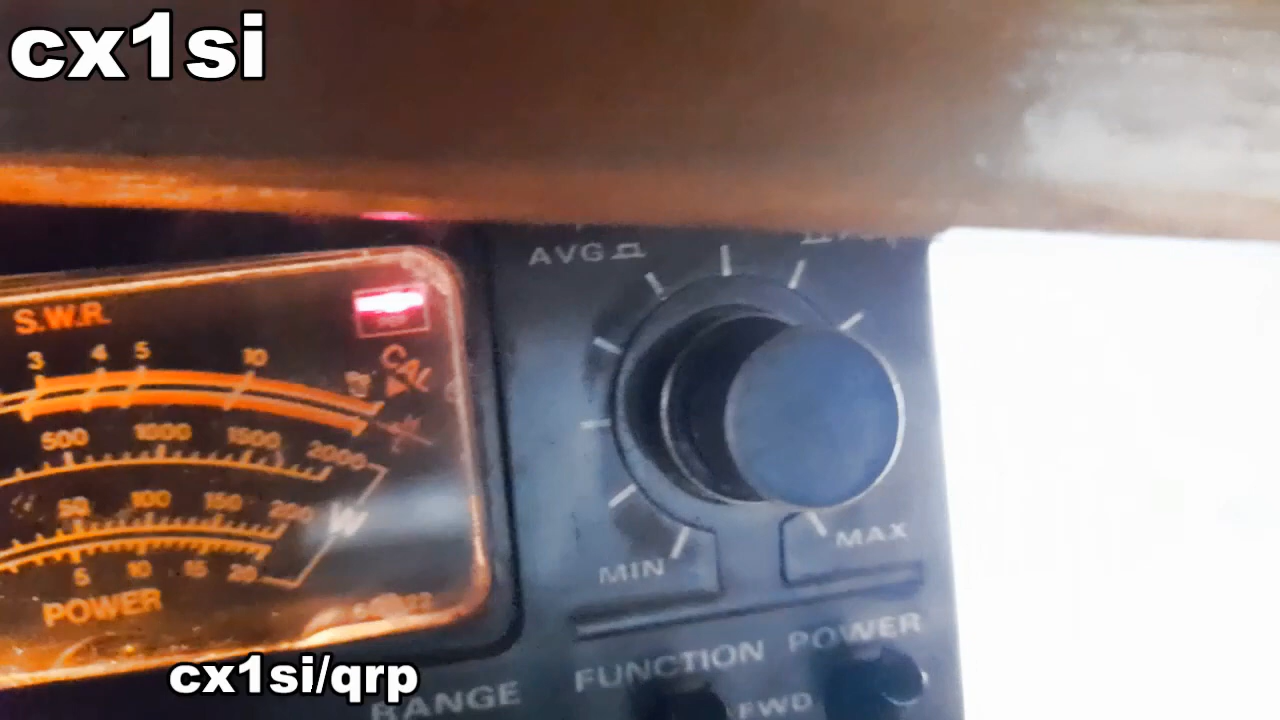 cx1si
AVG
S.W.R.
3 4 5 10
CAL
500 1000 1500 2000
50 100 150 200
W
5 10 15 20
POWER
MIN
MAX
FUNCTION POWER
cx1si/qrp
RANGE
FWD